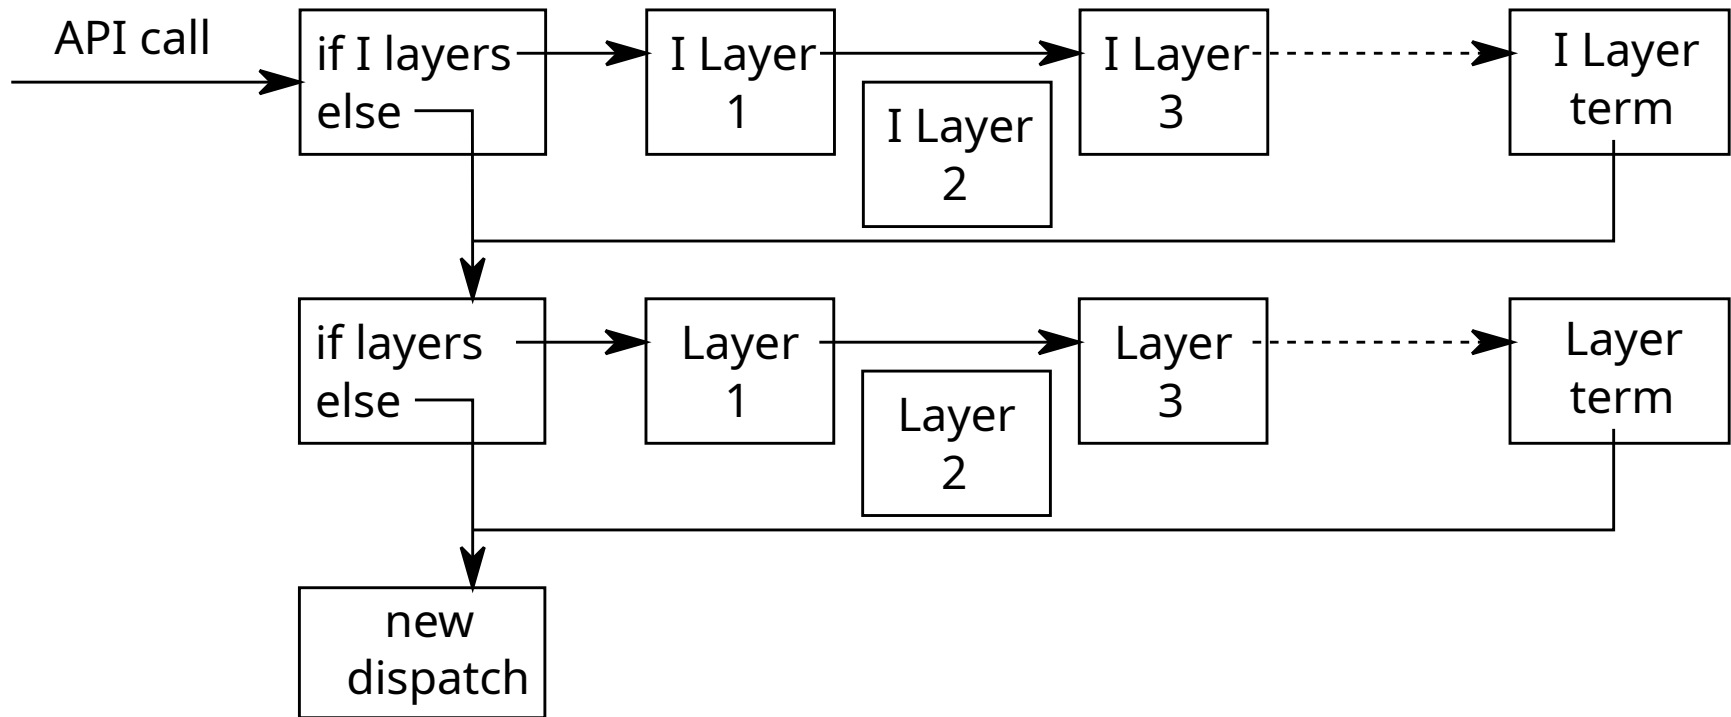 API call
if I layers
else
I Layer
1
I Layer
2
I Layer
3
I Layer
term
if layers
else
Layer
1
Layer
2
Layer
3
Layer
term
new
dispatch